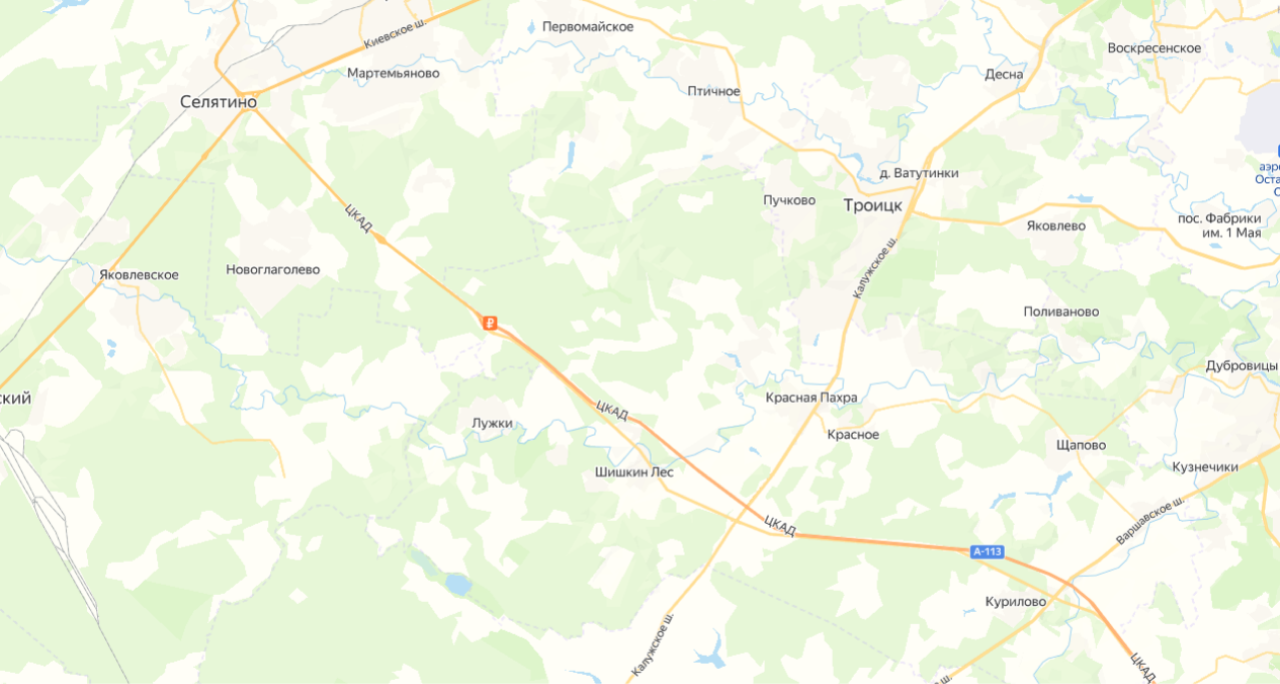 Первомайское
Киевское ш.
Воскресенское
Мартемьяново
Десна
Птичное
Селятино
д. Ватутинки
Пучково
Троицк
ЦКАД
пос. Фабрики
им. 1 Мая
Яковлево
Калужское ш.
Новоглаголево
Яковлевское
Поливаново
₽
Дубровицы
ский
Красная Пахра
ЦКАД
Лужки
Красное
Щапово
Шишкин Лес
Кузнечики
Варшавское ш.
ЦКАД
А-113
Курилово
Калужское ш.
ЦКАД
ш.